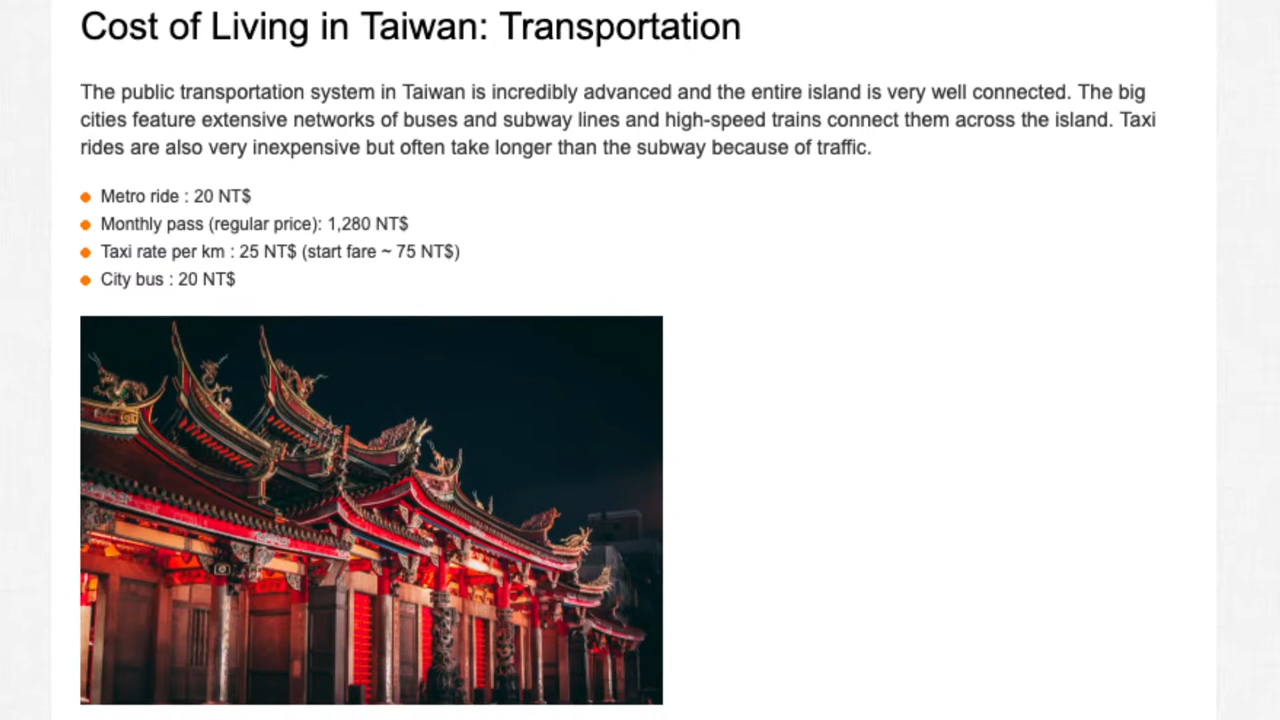 Cost of Living in Taiwan: Transportation
The public transportation system in Taiwan is incredibly advanced and the entire island is very well connected. The big
cities feature extensive networks of buses and subway lines and high-speed trains connect them across the island. Taxi
rides are also very inexpensive but often take longer than the subway because of traffic.
Metro ride : 20 NT$
Monthly pass (regular price): 1,280 NT$
Taxi rate per km : 25 NT$ (start fare ~ 75 NT$)
City bus : 20 NT$